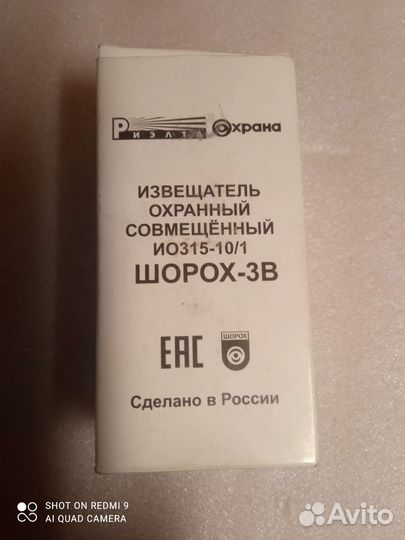 Риэлта Охрана
ИЗВЕЩАТЕЛЬ
ОХРАННЫЙ
СОВМЕЩЁННЫЙ
ИО315-10/1
ШОРОХ-3В
ЕАС ШОРОХ
Сделано в России
SHOT ON REDMI 9
AI QUAD CAMERA
Avito